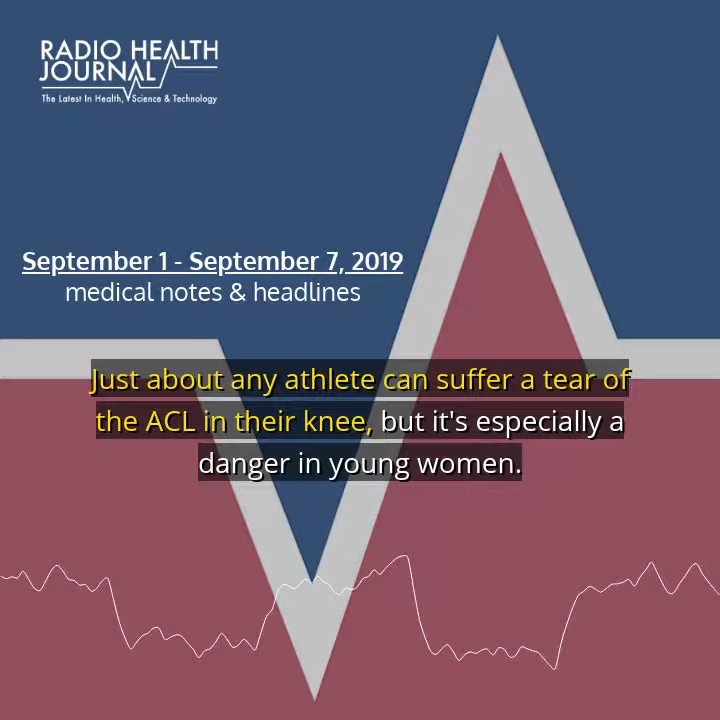 RADIO HEALTH
JOURNAL
The Latest In Health, Science & Technology
September 1 - September 7, 2019
medical notes & headlines
Just about any athlete can suffer a tear of
the ACL in their knee, but it's especially a
danger in young women.